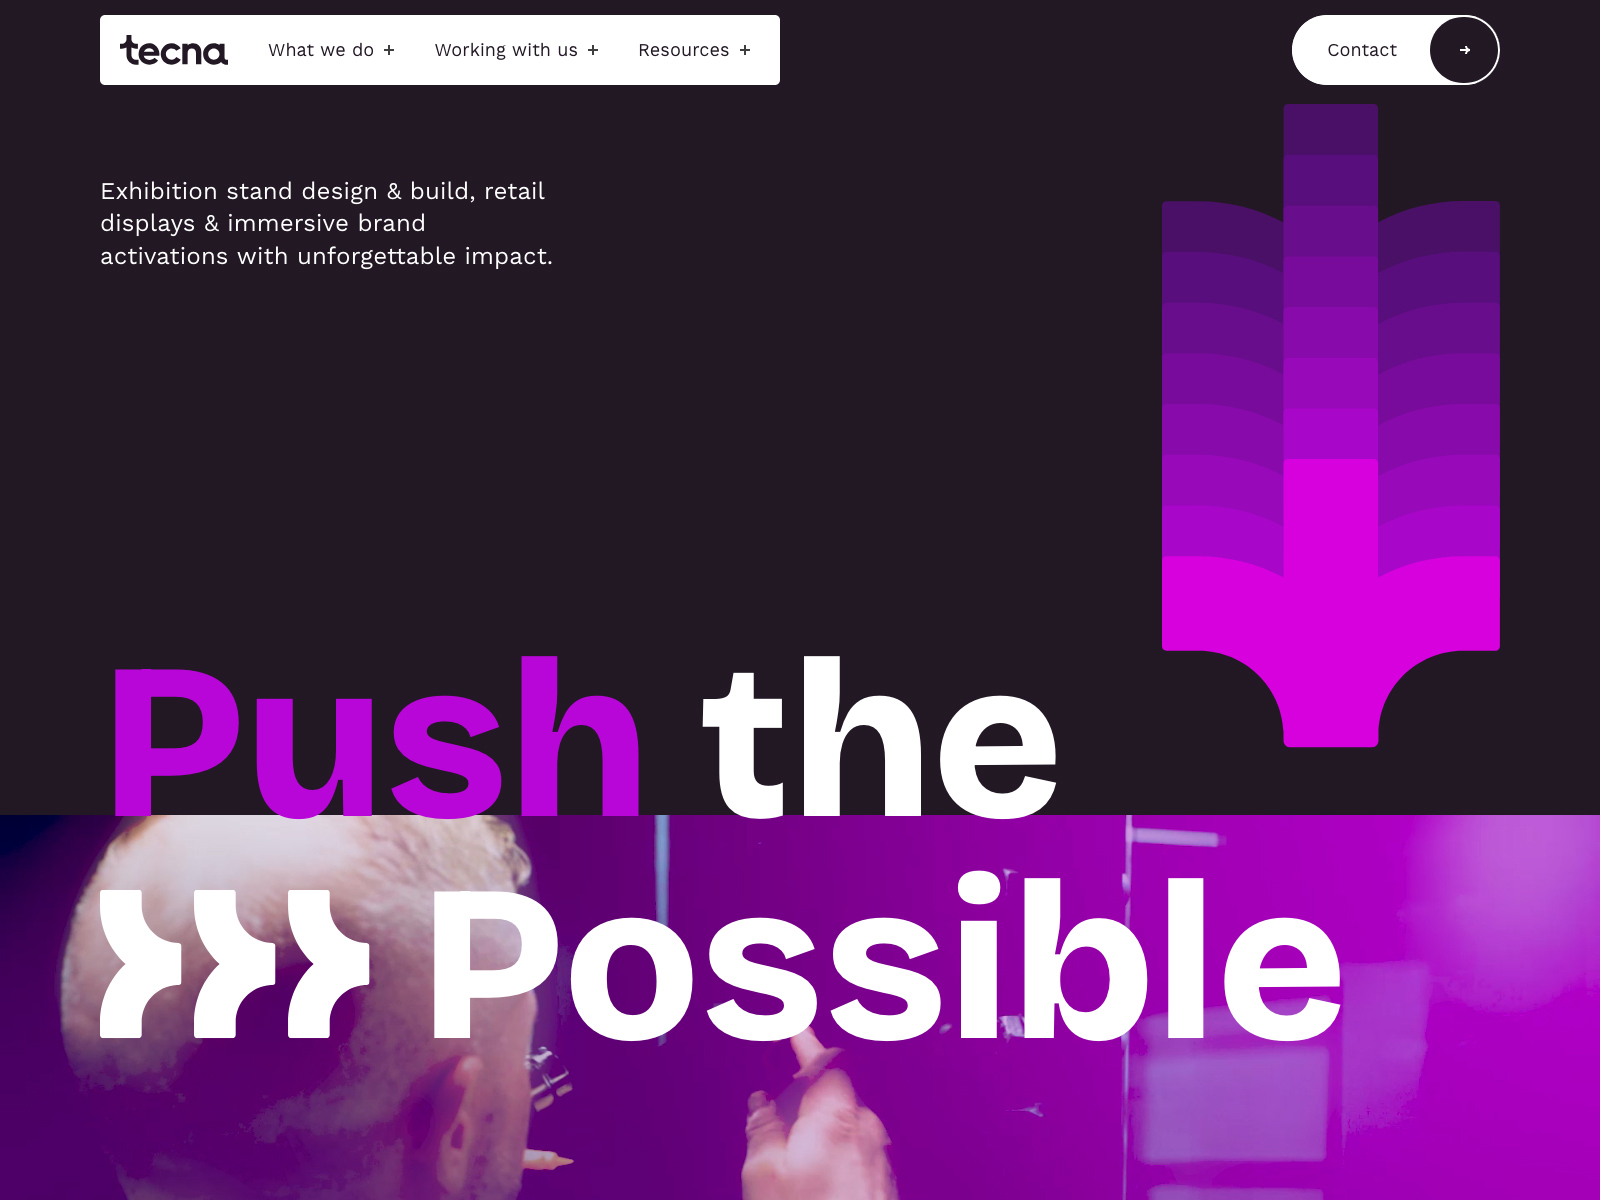 tecna What we do + Working with us + Resources + Contact →
Exhibition stand design & build, retail
displays & immersive brand
activations with unforgettable impact.
Push the
Possible